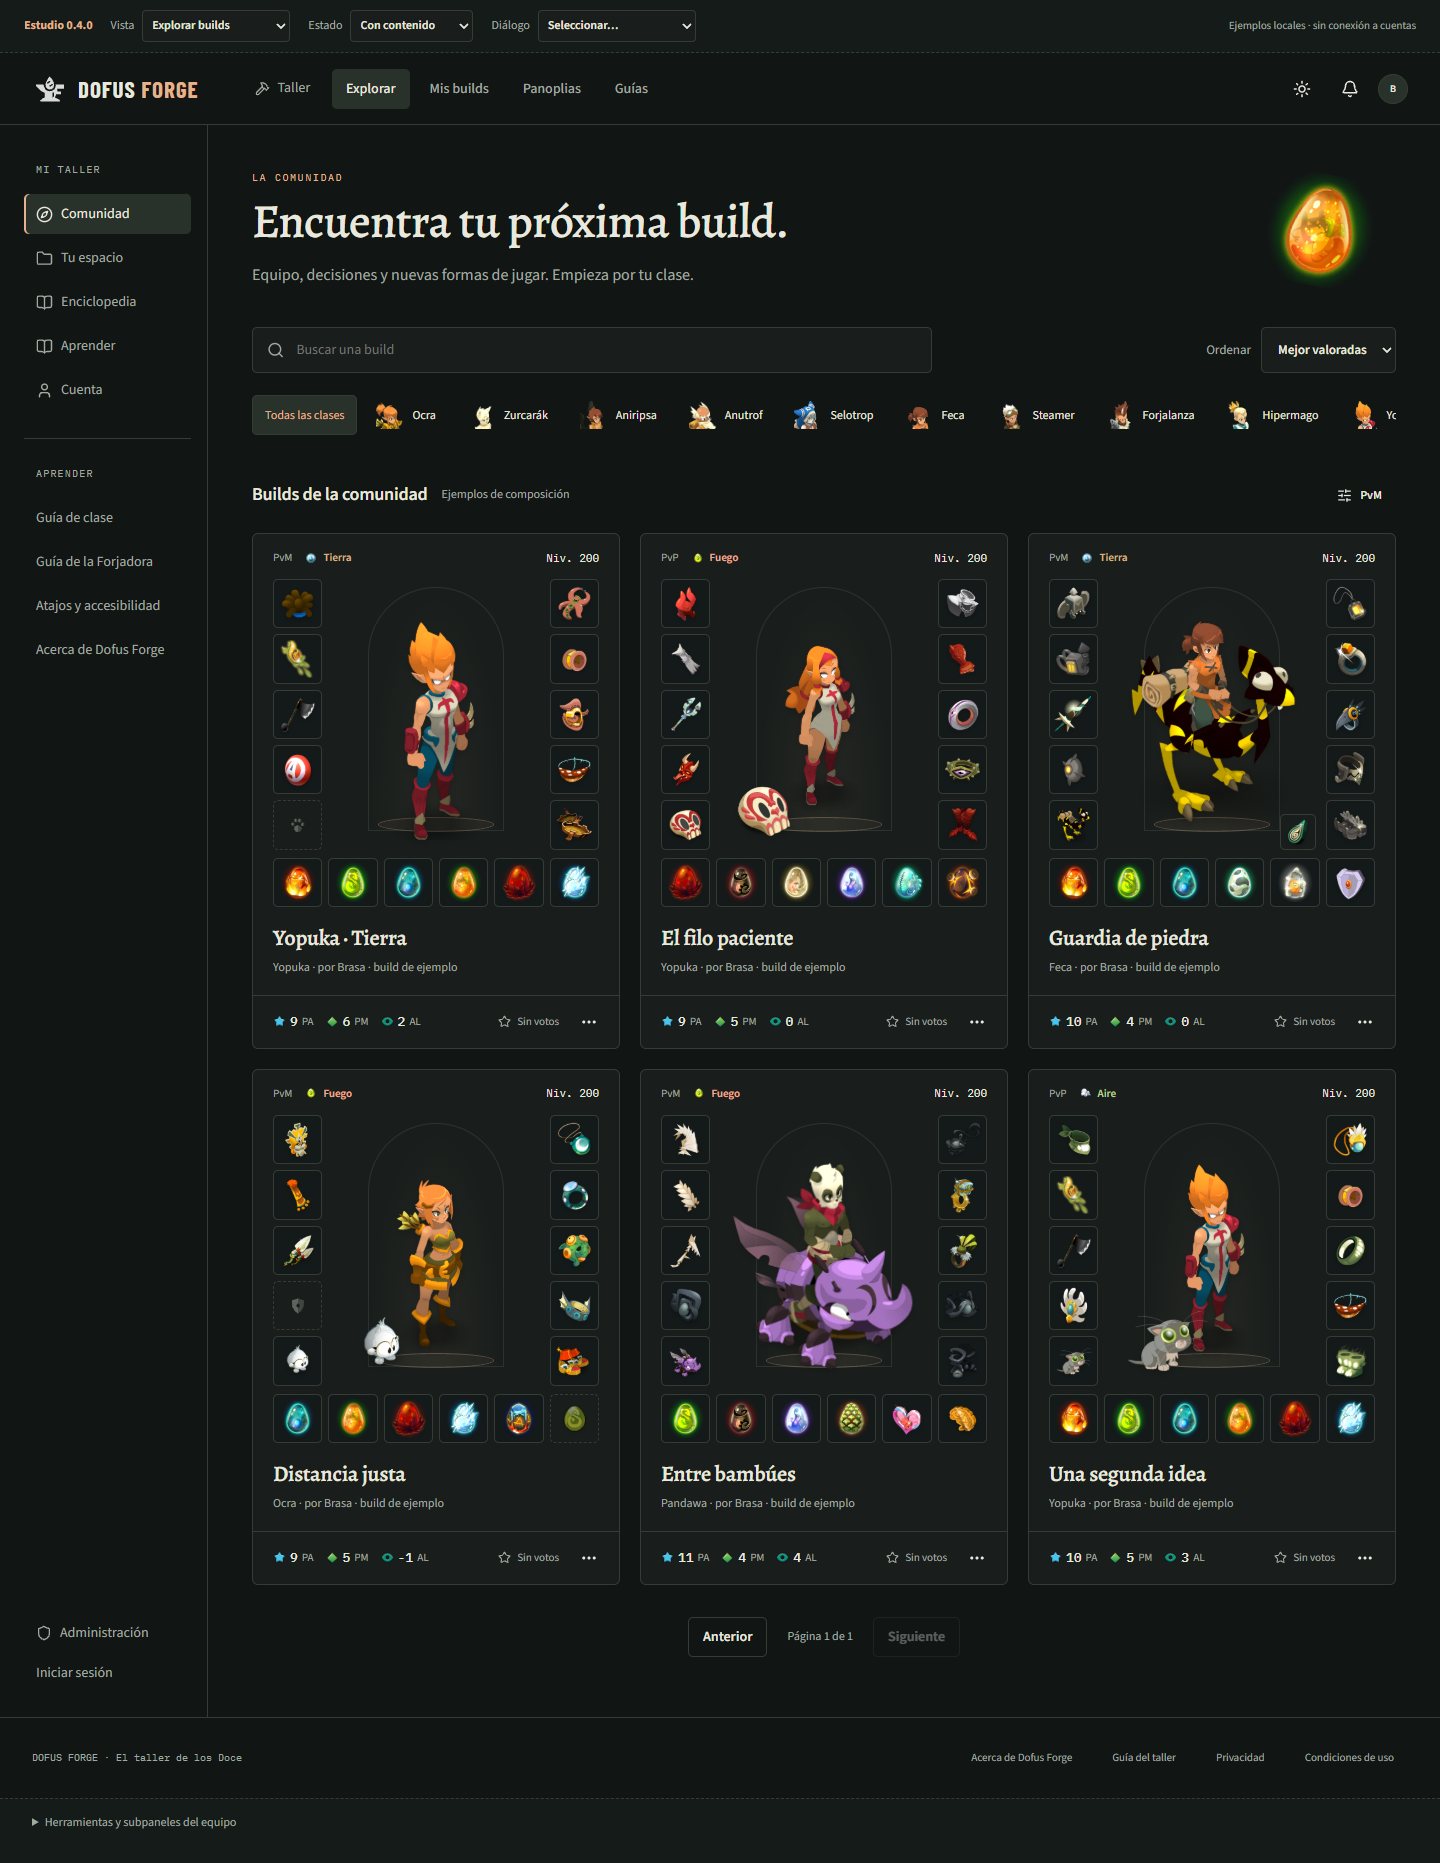 Estudio 0.4.0 Vista Explorar builds Estado Con contenido Diálogo Seleccionar... Ejemplos locales · sin conexión a cuentas
DOFUS FORGE Taller Explorar Mis builds Panoplias Guías B
MI TALLER
Comunidad
Tu espacio
Enciclopedia
Aprender
Cuenta
APRENDER
Guía de clase
Guía de la Forjadora
Atajos y accesibilidad
Acerca de Dofus Forge
Administración
Iniciar sesión
LA COMUNIDAD
Encuentra tu próxima build.
Equipo, decisiones y nuevas formas de jugar. Empieza por tu clase.
Buscar una build Ordenar Mejor valoradas
Todas las clases Ocra Zurcarák Aniripsa Anutrof Selotrop Feca Steamer Forjalanza Hipermago Yo
Builds de la comunidad Ejemplos de composición PvM
PvM Tierra Niv. 200
Yopuka · Tierra
Yopuka · por Brasa · build de ejemplo
9 PA 6 PM 2 AL Sin votos
PvP Fuego Niv. 200
El filo paciente
Yopuka · por Brasa · build de ejemplo
9 PA 5 PM 0 AL Sin votos
PvM Tierra Niv. 200
Guardia de piedra
Feca · por Brasa · build de ejemplo
10 PA 4 PM 0 AL Sin votos
PvM Fuego Niv. 200
Distancia justa
Ocra · por Brasa · build de ejemplo
9 PA 5 PM -1 AL Sin votos
PvM Fuego Niv. 200
Entre bambúes
Pandawa · por Brasa · build de ejemplo
11 PA 4 PM 4 AL Sin votos
PvP Aire Niv. 200
Una segunda idea
Yopuka · por Brasa · build de ejemplo
10 PA 5 PM 3 AL Sin votos
Anterior Página 1 de 1 Siguiente
DOFUS FORGE · El taller de los Doce Acerca de Dofus Forge Guía del taller Privacidad Condiciones de uso
Herramientas y subpaneles del equipo